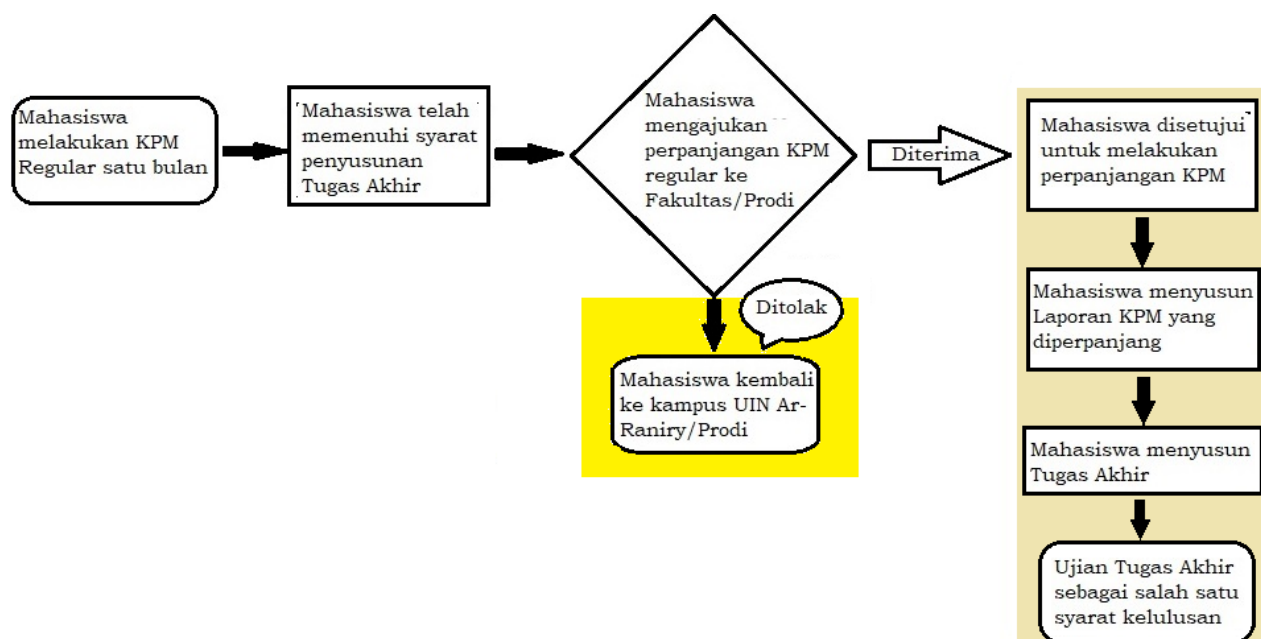 Mahasiswa
melakukan KPM
Regular satu bulan
Mahasiswa telah
memenuhi syarat
penyusunan
Tugas Akhir
Mahasiswa
mengajukan
perpanjangan KPM
regular ke
Fakultas/Prodi
Diterima
Mahasiswa disetujui
untuk melakukan
perpanjangan KPM
Ditolak
Mahasiswa kembali
ke kampus UIN Ar-
Raniry/Prodi
Mahasiswa menyusun
Laporan KPM yang
diperpanjang
Mahasiswa menyusun
Tugas Akhir
Ujian Tugas Akhir
sebagai salah satu
syarat kelulusan